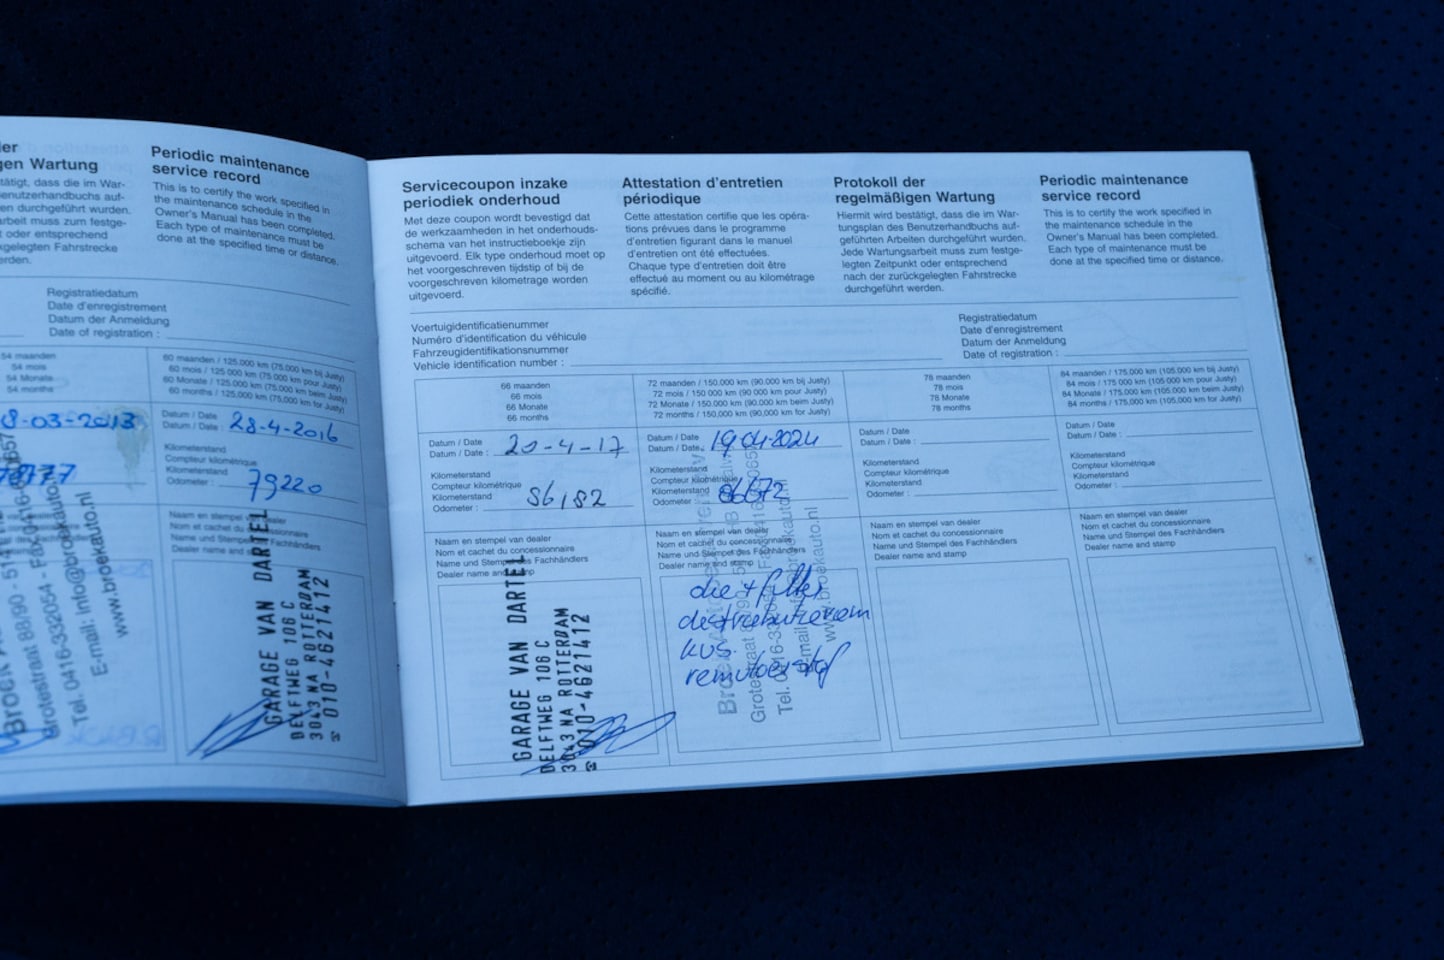 der
gen Wartung
tätigt, dass die im War-
enutzerhandbuchs auf-
en durchgeführt wurden.
arbeit muss zum festge-
t oder entsprechend
kgelegten Fahrstrecke
erden.
Periodic maintenance
service record
This is to certify the work specified in
the maintenance schedule in the
Owner's Manual has been completed.
Each type of maintenance must be
done at the specified time or distance.
Registratiedatum
Date d'enregistrement
Datum der Anmeldung
Date of registration :
54 maanden
54 mois
54 Monate
54 months
8-03-2013
78177
60 maanden / 125.000 km (75.000 km bij Justy)
60 mois / 125 000 km (75 000 km pour Justy)
60 Monate / 125.000 km (75.000 km beim Justy)
60 months / 125,000 km (75,000 km for Justy)
Datum / Date
Datum / Date : 28-4-2016
Kilometerstand
Compteur kilométrique
Kilometerstand
Odometer : 79220
Naam en stempel van dealer
Nom et cachet du concessionnaire
Name und Stempel des Fachhändlers
Dealer name and stamp
Grotestraat 88/90 - 514
Tel. 0416-332054 - Fax 0416-
E-mail: info@broekauto.nl
www.broekauto.nl
GARAGE VAN DARTEL
DELFTWEG 106 C
3043 NA ROTTERDAM
☎ 010-4621412
Servicecoupon inzake
periodiek onderhoud
Met deze coupon wordt bevestigd dat
de werkzaamheden in het onderhouds-
schema van het instructieboekje zijn
uitgevoerd. Elk type onderhoud moet op
het voorgeschreven tijdstip of bij de
voorgeschreven kilometrage worden
uitgevoerd.
Attestation d'entretien
périodique
Cette attestation certifie que les opéra-
tions prévues dans le programme
d'entretien figurant dans le manuel
d'entretien ont été effectuées.
Chaque type d'entretien doit être
effectué au moment ou au kilométrage
spécifié.
Protokoll der
regelmäßigen Wartung
Hiermit wird bestätigt, dass die im War-
tungsplan des Benutzerhandbuchs auf-
geführten Arbeiten durchgeführt wurden.
Jede Wartungsarbeit muss zum festge-
legten Zeitpunkt oder entsprechend
nach der zurückgelegten Fahrstrecke
durchgeführt werden.
Periodic maintenance
service record
This is to certify the work specified in
the maintenance schedule in the
Owner's Manual has been completed.
Each type of maintenance must be
done at the specified time or distance.
Voertuigidentificatienummer
Numéro d'identification du véhicule
Fahrzeugidentifikationsnummer
Vehicle identification number :
Registratiedatum
Date d'enregistrement
Datum der Anmeldung
Date of registration :
66 maanden
66 mois
66 Monate
66 months
Datum / Date
Datum / Date : 20-4-17
Kilometerstand
Compteur kilométrique
Kilometerstand
Odometer : 86182
Naam en stempel van dealer
Nom et cachet du concessionnaire
Name und Stempel des Fachhändlers
Dealer name and stamp
GARAGE VAN DARTEL
DELFTWEG 106 C
3043 NA ROTTERDAM
☎ 010-4621412
72 maanden / 150.000 km (90.000 km bij Justy)
72 mois / 150 000 km (90 000 km pour Justy)
72 Monate / 150.000 km (90.000 km beim Justy)
72 months / 150,000 km (90,000 km for Justy)
Datum / Date
Datum / Date : 19-04-2024
Kilometerstand
Compteur kilométrique
Kilometerstand
Odometer : 86672
Naam en stempel van dealer
Nom et cachet du concessionnaire
Name und Stempel des Fachhändlers
Dealer name and stamp
olie + filter
distributieriem
remvloeistof
www.broekauto.nl
78 maanden
78 mois
78 Monate
78 months
Datum / Date
Datum / Date :
Kilometerstand
Compteur kilométrique
Kilometerstand
Odometer :
Naam en stempel van dealer
Nom et cachet du concessionnaire
Name und Stempel des Fachhändlers
Dealer name and stamp
84 maanden / 175.000 km (105.000 km bij Justy)
84 mois / 175 000 km (105 000 km pour Justy)
84 Monate / 175.000 km (105.000 km beim Justy)
84 months / 175,000 km (105,000 km for Justy)
Datum / Date
Datum / Date :
Kilometerstand
Compteur kilométrique
Kilometerstand
Odometer :
Naam en stempel van dealer
Nom et cachet du concessionnaire
Name und Stempel des Fachhändlers
Dealer name and stamp